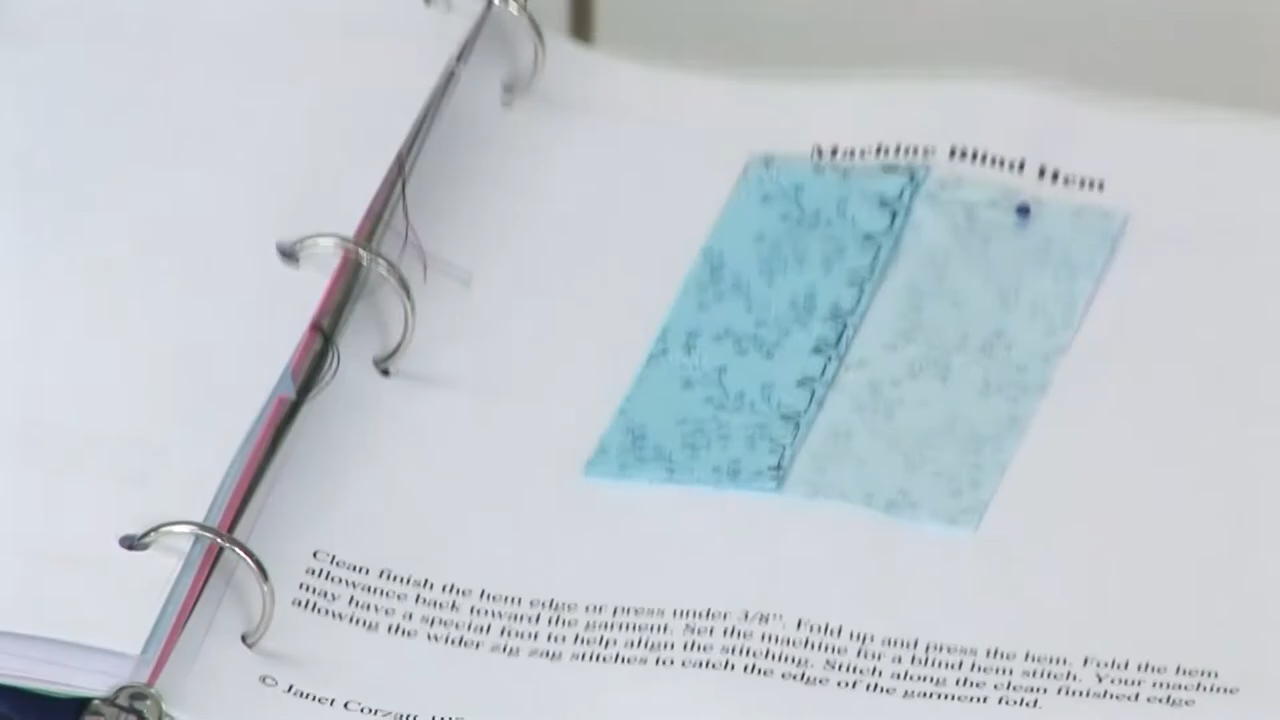 Machine Blind Hem
Clean finish the hem edge or press under 3/8". Fold up and press the hem. Fold the hem
allowance back toward the garment. Set the machine for a blind hem stitch. Your machine
may have a special foot to help align the stitching. Stitch along the clean finished edge
allowing the wider zig zag stitches to catch the edge of the garment fold.
© Janet Corzatt